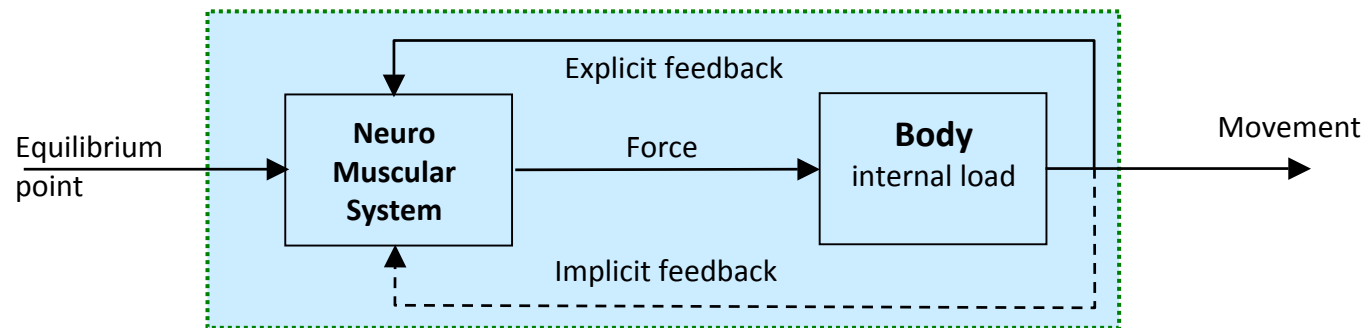 Explicit feedback
Equilibrium
point
Neuro
Muscular
System
Force
Body
internal load
Movement
Implicit feedback